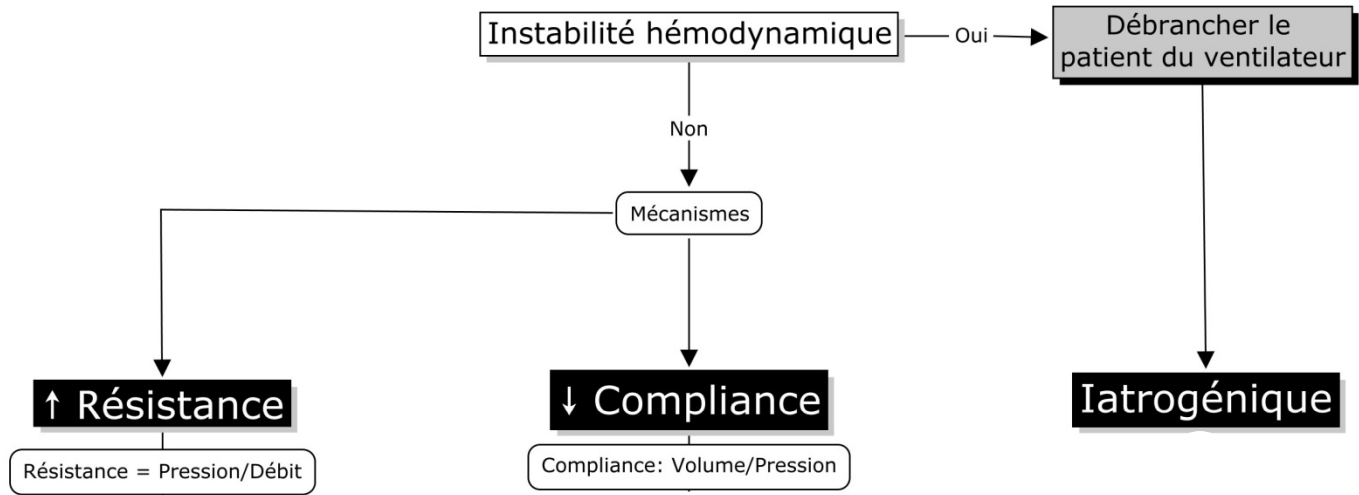 Instabilité hémodynamique
Oui
Débrancher le
patient du ventilateur
Non
Mécanismes
↑ Résistance
↓ Compliance
Iatrogénique
Résistance = Pression/Débit
Compliance: Volume/Pression